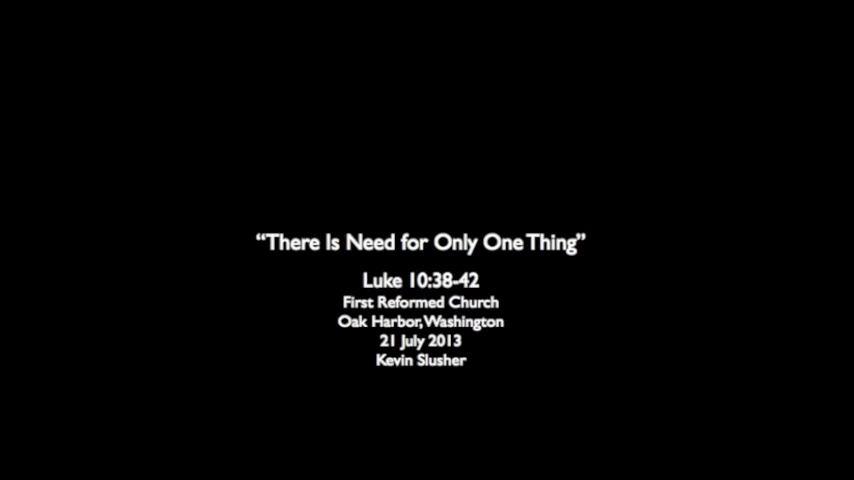 “There Is Need for Only One Thing”
Luke 10:38-42
First Reformed Church
Oak Harbor, Washington
21 July 2013
Kevin Slusher